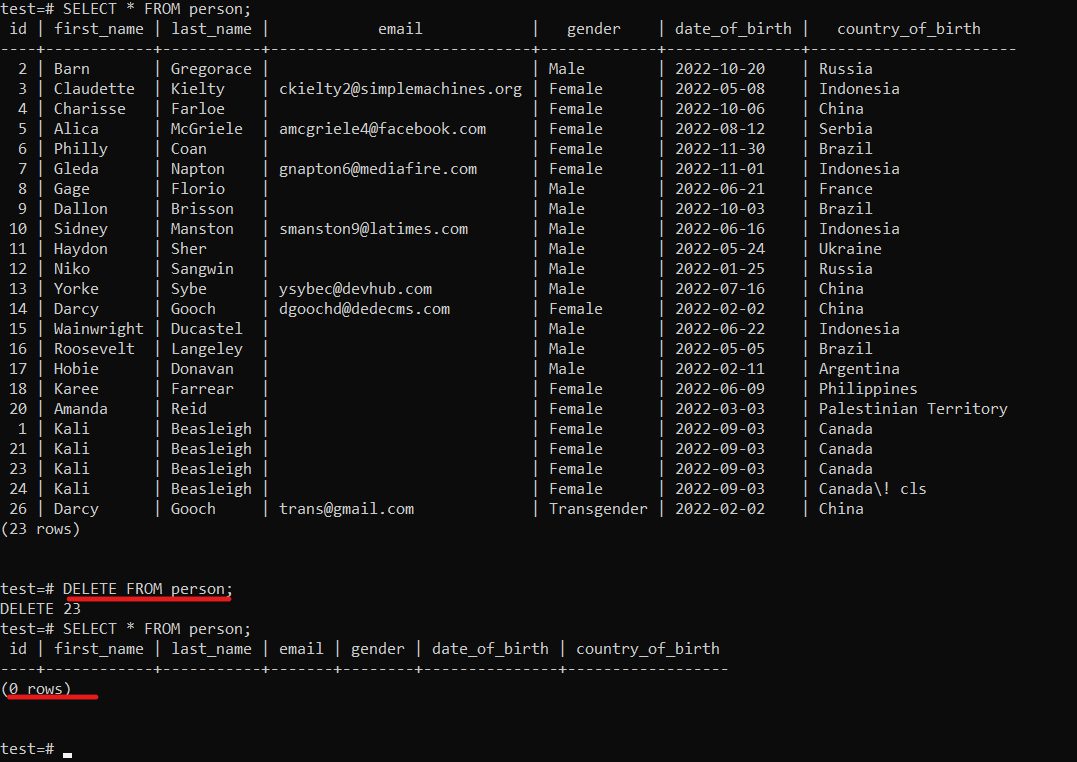 test=# SELECT * FROM person;
 id | first_name | last_name |            email            |   gender    | date_of_birth |   country_of_birth
----+------------+-----------+-----------------------------+-------------+---------------+-----------------------
  2 | Barn       | Gregorace |                             | Male        | 2022-10-20    | Russia
  3 | Claudette  | Kielty    | ckielty2@simplemachines.org | Female      | 2022-05-08    | Indonesia
  4 | Charisse   | Farloe    |                             | Female      | 2022-10-06    | China
  5 | Alica      | McGriele  | amcgriele4@facebook.com     | Female      | 2022-08-12    | Serbia
  6 | Philly     | Coan      |                             | Female      | 2022-11-30    | Brazil
  7 | Gleda      | Napton    | gnapton6@mediafire.com      | Female      | 2022-11-01    | Indonesia
  8 | Gage       | Florio    |                             | Male        | 2022-06-21    | France
  9 | Dallon     | Brisson   |                             | Male        | 2022-10-03    | Brazil
 10 | Sidney     | Manston   | smanston9@latimes.com       | Male        | 2022-06-16    | Indonesia
 11 | Haydon     | Sher      |                             | Male        | 2022-05-24    | Ukraine
 12 | Niko       | Sangwin   |                             | Male        | 2022-01-25    | Russia
 13 | Yorke      | Sybe      | ysybec@devhub.com           | Male        | 2022-07-16    | China
 14 | Darcy      | Gooch     | dgoochd@dedecms.com         | Female      | 2022-02-02    | China
 15 | Wainwright | Ducastel  |                             | Male        | 2022-06-22    | Indonesia
 16 | Roosevelt  | Langeley  |                             | Male        | 2022-05-05    | Brazil
 17 | Hobie      | Donavan   |                             | Male        | 2022-02-11    | Argentina
 18 | Karee      | Farrear   |                             | Female      | 2022-06-09    | Philippines
 20 | Amanda     | Reid      |                             | Female      | 2022-03-03    | Palestinian Territory
  1 | Kali       | Beasleigh |                             | Female      | 2022-09-03    | Canada
 21 | Kali       | Beasleigh |                             | Female      | 2022-09-03    | Canada
 23 | Kali       | Beasleigh |                             | Female      | 2022-09-03    | Canada
 24 | Kali       | Beasleigh |                             | Female      | 2022-09-03    | Canada\! cls
 26 | Darcy      | Gooch     | trans@gmail.com             | Transgender | 2022-02-02    | China
(23 rows)
test=# DELETE FROM person;
DELETE 23
test=# SELECT * FROM person;
 id | first_name | last_name | email | gender | date_of_birth | country_of_birth
----+------------+-----------+-------+--------+---------------+------------------
(0 rows)
test=#